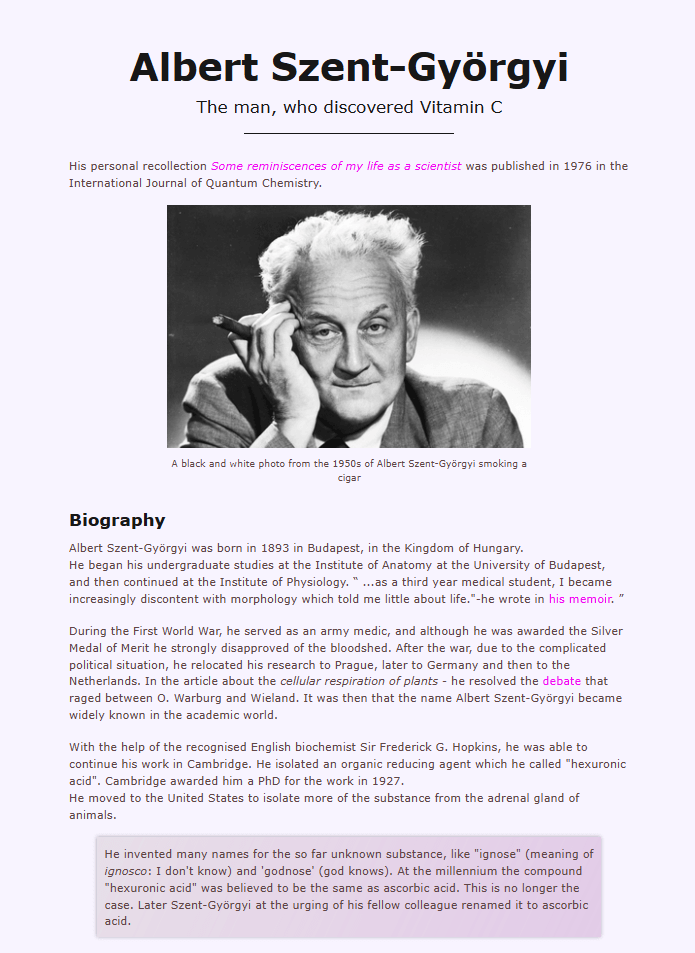 Albert Szent-Györgyi
The man, who discovered Vitamin C
His personal recollection Some reminiscences of my life as a scientist was published in 1976 in the
International Journal of Quantum Chemistry.
A black and white photo from the 1950s of Albert Szent-Györgyi smoking a
cigar
Biography
Albert Szent-Györgyi was born in 1893 in Budapest, in the Kingdom of Hungary.
He began his undergraduate studies at the Institute of Anatomy at the University of Budapest,
and then continued at the Institute of Physiology. “ ...as a third year medical student, I became
increasingly discontent with morphology which told me little about life."-he wrote in his memoir. ”
During the First World War, he served as an army medic, and although he was awarded the Silver
Medal of Merit he strongly disapproved of the bloodshed. After the war, due to the complicated
political situation, he relocated his research to Prague, later to Germany and then to the
Netherlands. In the article about the cellular respiration of plants - he resolved the debate that
raged between O. Warburg and Wieland. It was then that the name Albert Szent-Györgyi became
widely known in the academic world.
With the help of the recognised English biochemist Sir Frederick G. Hopkins, he was able to
continue his work in Cambridge. He isolated an organic reducing agent which he called "hexuronic
acid". Cambridge awarded him a PhD for the work in 1927.
He moved to the United States to isolate more of the substance from the adrenal gland of
animals.
He invented many names for the so far unknown substance, like "ignose" (meaning of
ignosco: I don't know) and 'godnose' (god knows). At the millennium the compound
"hexuronic acid" was believed to be the same as ascorbic acid. This is no longer the
case. Later Szent-Györgyi at the urging of his fellow colleague renamed it to ascorbic
acid.